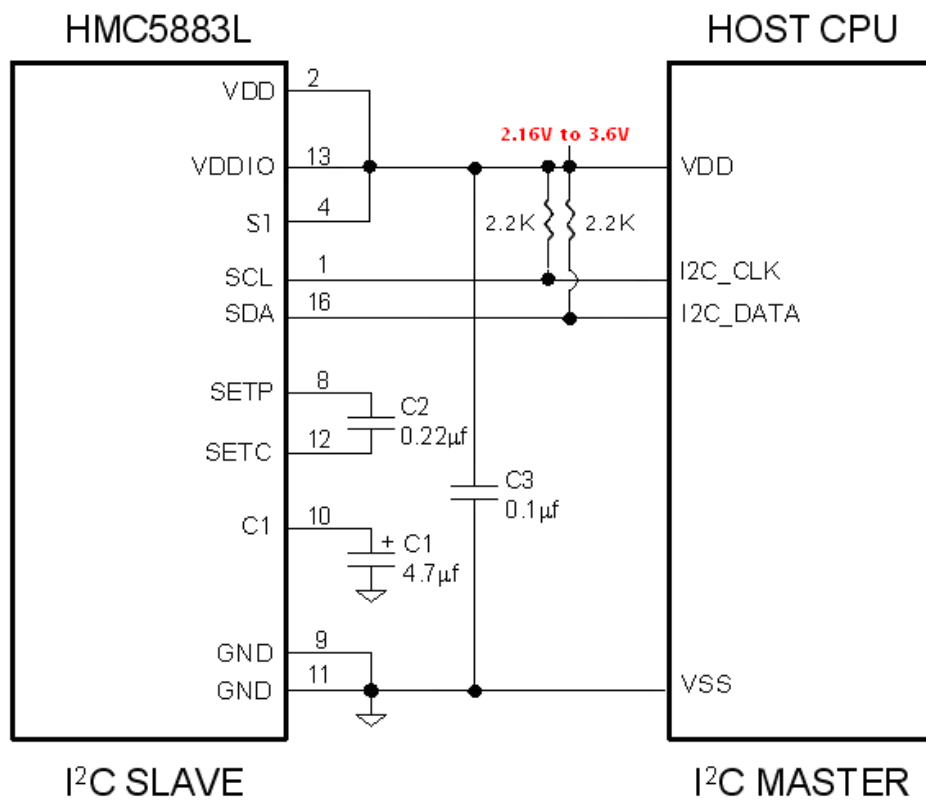 HMC5883L
HOST CPU
VDD
2
2.16V to 3.6V
VDDIO
13
VDD
S1
4
2.2K
2.2K
SCL
1
I2C_CLK
SDA
16
I2C_DATA
SETP
8
C2
0.22µf
SETC
12
C3
0.1µf
C1
10
+ C1
4.7µf
GND
9
GND
11
VSS
I²C SLAVE
I²C MASTER